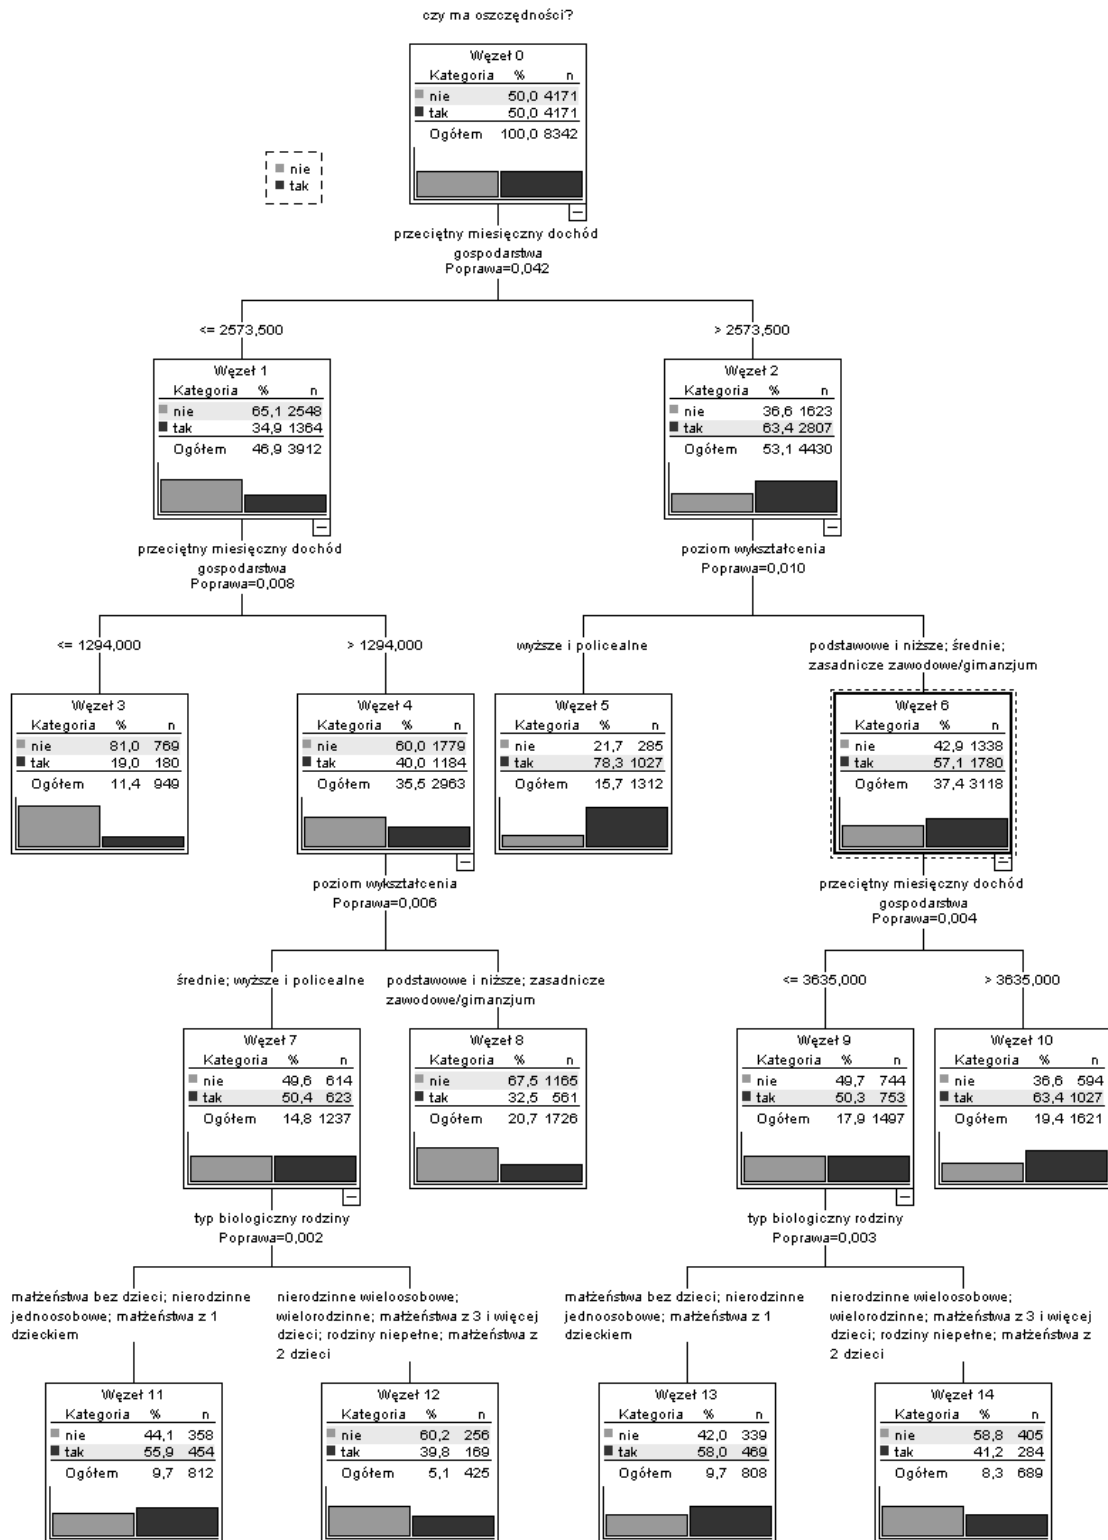 czy ma oszczędności?
Węzeł 0
Kategoria % n
nie 50,0 4171
tak 50,0 4171
Ogółem 100,0 8342
nie
tak
przeciętny miesięczny dochód
gospodarstwa
Poprawa=0,042
<= 2573,500
> 2573,500
Węzeł 1
Kategoria % n
nie 65,1 2548
tak 34,9 1364
Ogółem 46,9 3912
Węzeł 2
Kategoria % n
nie 36,6 1623
tak 63,4 2807
Ogółem 53,1 4430
przeciętny miesięczny dochód
gospodarstwa
Poprawa=0,008
poziom wykształcenia
Poprawa=0,010
<= 1294,000
> 1294,000
wyższe i policealne
podstawowe i niższe; średnie;
zasadnicze zawodowe/gimanzjum
Węzeł 3
Kategoria % n
nie 81,0 769
tak 19,0 180
Ogółem 11,4 949
Węzeł 4
Kategoria % n
nie 60,0 1779
tak 40,0 1184
Ogółem 35,5 2963
Węzeł 5
Kategoria % n
nie 21,7 285
tak 78,3 1027
Ogółem 15,7 1312
Węzeł 6
Kategoria % n
nie 42,9 1338
tak 57,1 1780
Ogółem 37,4 3118
poziom wykształcenia
Poprawa=0,006
przeciętny miesięczny dochód
gospodarstwa
Poprawa=0,004
średnie; wyższe i policealne
podstawowe i niższe; zasadnicze
zawodowe/gimanzjum
<= 3635,000
> 3635,000
Węzeł 7
Kategoria % n
nie 49,6 614
tak 50,4 623
Ogółem 14,8 1237
Węzeł 8
Kategoria % n
nie 67,5 1165
tak 32,5 561
Ogółem 20,7 1726
Węzeł 9
Kategoria % n
nie 49,7 744
tak 50,3 753
Ogółem 17,9 1497
Węzeł 10
Kategoria % n
nie 36,6 594
tak 63,4 1027
Ogółem 19,4 1621
typ biologiczny rodziny
Poprawa=0,002
typ biologiczny rodziny
Poprawa=0,003
małżeństwa bez dzieci; nierodzinne
jednoosobowe; małżeństwa z 1
dzieckiem
nierodzinne wieloosobowe;
wielorodzinne; małżeństwa z 3 i więcej
dzieci; rodziny niepełne; małżeństwa z
2 dzieci
małżeństwa bez dzieci; nierodzinne
jednoosobowe; małżeństwa z 1
dzieckiem
nierodzinne wieloosobowe;
wielorodzinne; małżeństwa z 3 i więcej
dzieci; rodziny niepełne; małżeństwa z
2 dzieci
Węzeł 11
Kategoria % n
nie 44,1 358
tak 55,9 454
Ogółem 9,7 812
Węzeł 12
Kategoria % n
nie 60,2 256
tak 39,8 169
Ogółem 5,1 425
Węzeł 13
Kategoria % n
nie 42,0 339
tak 58,0 469
Ogółem 9,7 808
Węzeł 14
Kategoria % n
nie 58,8 405
tak 41,2 284
Ogółem 8,3 689